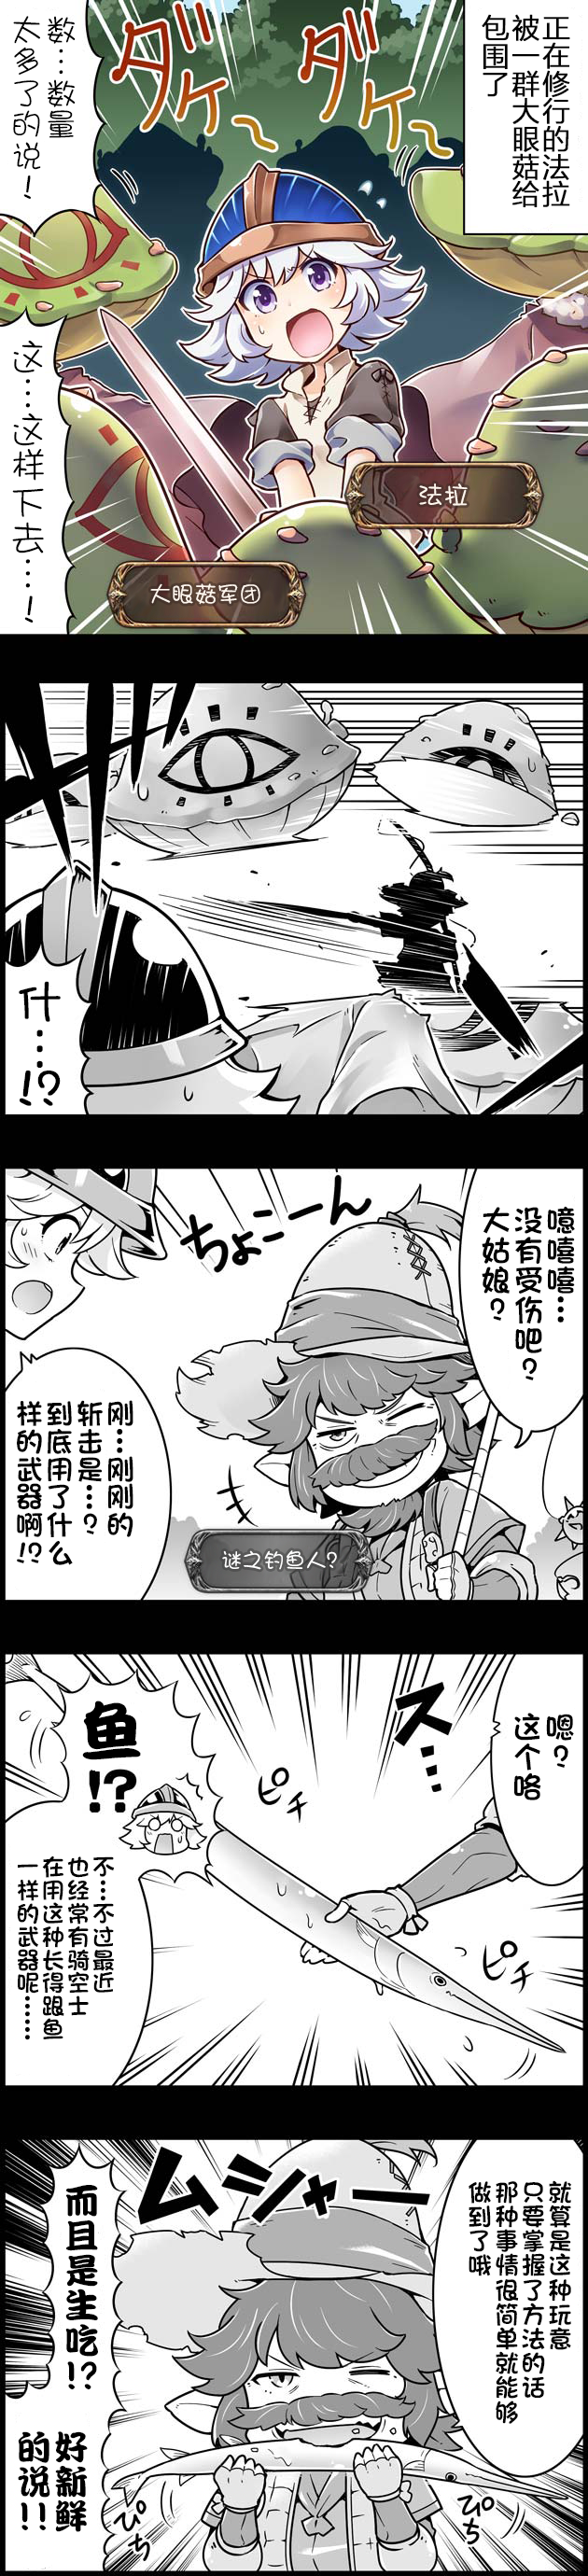 正在修行的法拉
被一群大眼菇给
包围了
ダケ～
ダケ～
数…数量
太多了的说！
这…这样下去…！
法拉
大眼菇军团
什…!?
噫嘻嘻…
没有受伤吧？
大姑娘？
ちょこーん
刚…刚刚的
斩击是…？
到底用了什么
样的武器啊!?
谜之钓鱼人？
嗯？
这个咯
ス…
ピチ
ピチ
鱼!?
不…不过最近
也经常有骑空士
在用这种长得跟鱼
一样的武器呢……
就算是这种玩意
只要掌握了方法的话
那种事情很简单就能够
做到了哦
ムシャー
而且是生吃!?
好新鲜
的说!!
ぴち
ぴち